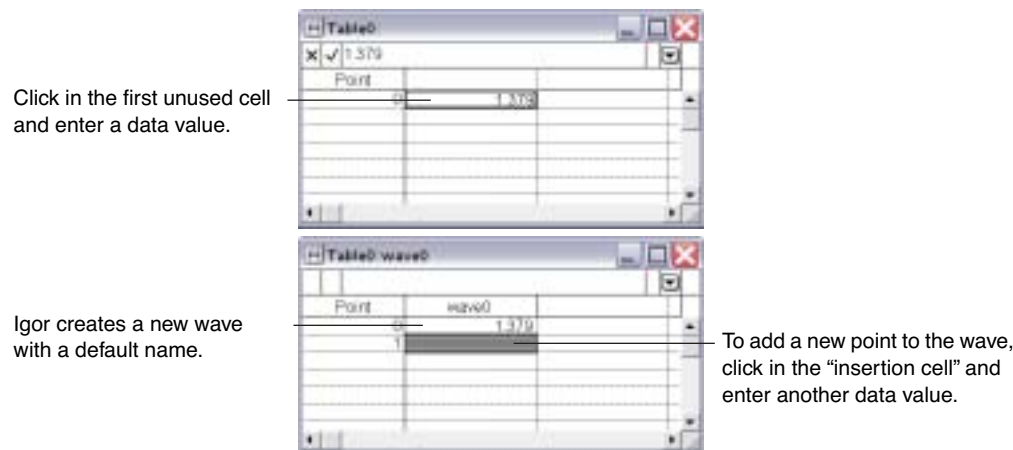 Table0
1.379
Point
Click in the first unused cell
and enter a data value.
0 1.379
Table0:wave0
Point wave0
Igor creates a new wave
with a default name.
0 1.379
1
To add a new point to the wave,
click in the “insertion cell” and
enter another data value.